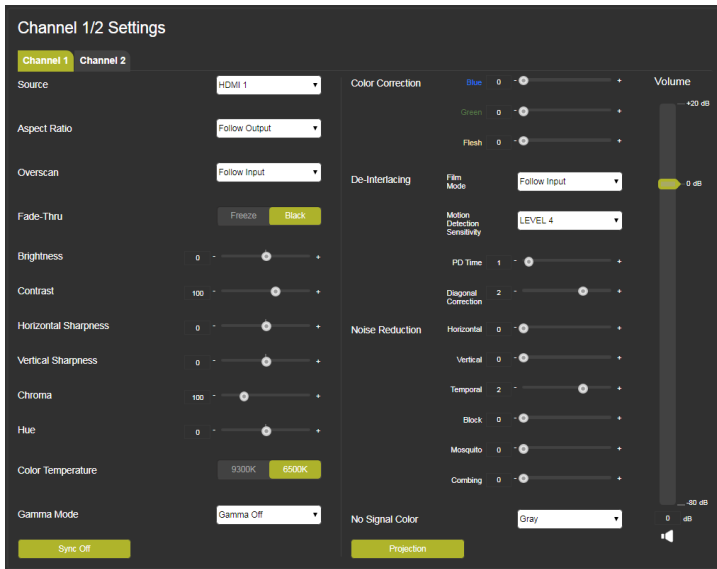 Channel 1/2 Settings
Channel 1 Channel 2
Source HDMI 1
Aspect Ratio Follow Output
Overscan Follow Input
Fade-Thru Freeze Black
Brightness 0 - +
Contrast 100 - +
Horizontal Sharpness 0 - +
Vertical Sharpness 0 - +
Chroma 100 - +
Hue 0 - +
Color Temperature 9300K 6500K
Gamma Mode Gamma Off
Sync Off
Color Correction Blue 0 - +
Green 0 - +
Flesh 0 - +
De-Interlacing Film
Mode Follow Input
Motion
Detection
Sensitivity LEVEL 4
PD Time 1 - +
Diagonal
Correction 2 - +
Noise Reduction Horizontal 0 - +
Vertical 0 - +
Temporal 2 - +
Block 0 - +
Mosquito 0 - +
Combing 0 - +
No Signal Color Gray
Projection
Volume
+20 dB
0 dB
-80 dB
0 dB